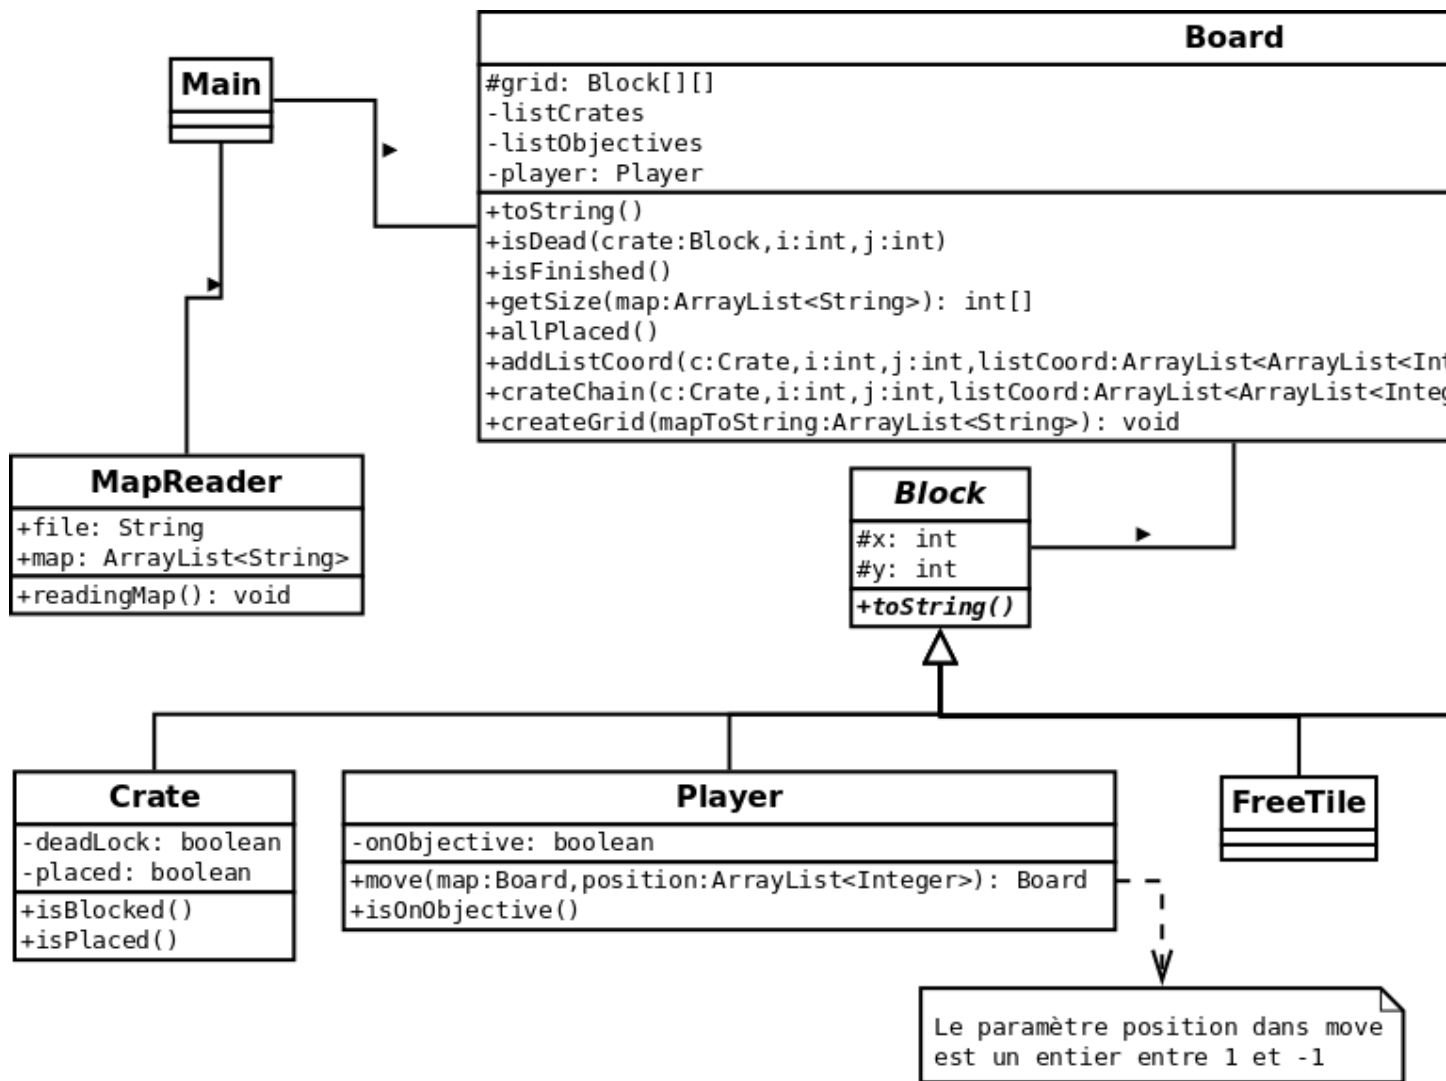 Main
Board
#grid: Block[][]
-listCrates
-listObjectives
-player: Player
+toString()
+isDead(crate:Block,i:int,j:int)
+isFinished()
+getSize(map:ArrayList<String>): int[]
+allPlaced()
+addListCoord(c:Crate,i:int,j:int,listCoord:ArrayList<ArrayList<Int
+crateChain(c:Crate,i:int,j:int,listCoord:ArrayList<ArrayList<Integ
+createGrid(mapToString:ArrayList<String>): void
MapReader
+file: String
+map: ArrayList<String>
+readingMap(): void
Block
#x: int
#y: int
+toString()
Crate
-deadLock: boolean
-placed: boolean
+isBlocked()
+isPlaced()
Player
-onObjective: boolean
+move(map:Board,position:ArrayList<Integer>): Board
+isOnObjective()
FreeTile
Le paramètre position dans move
est un entier entre 1 et -1